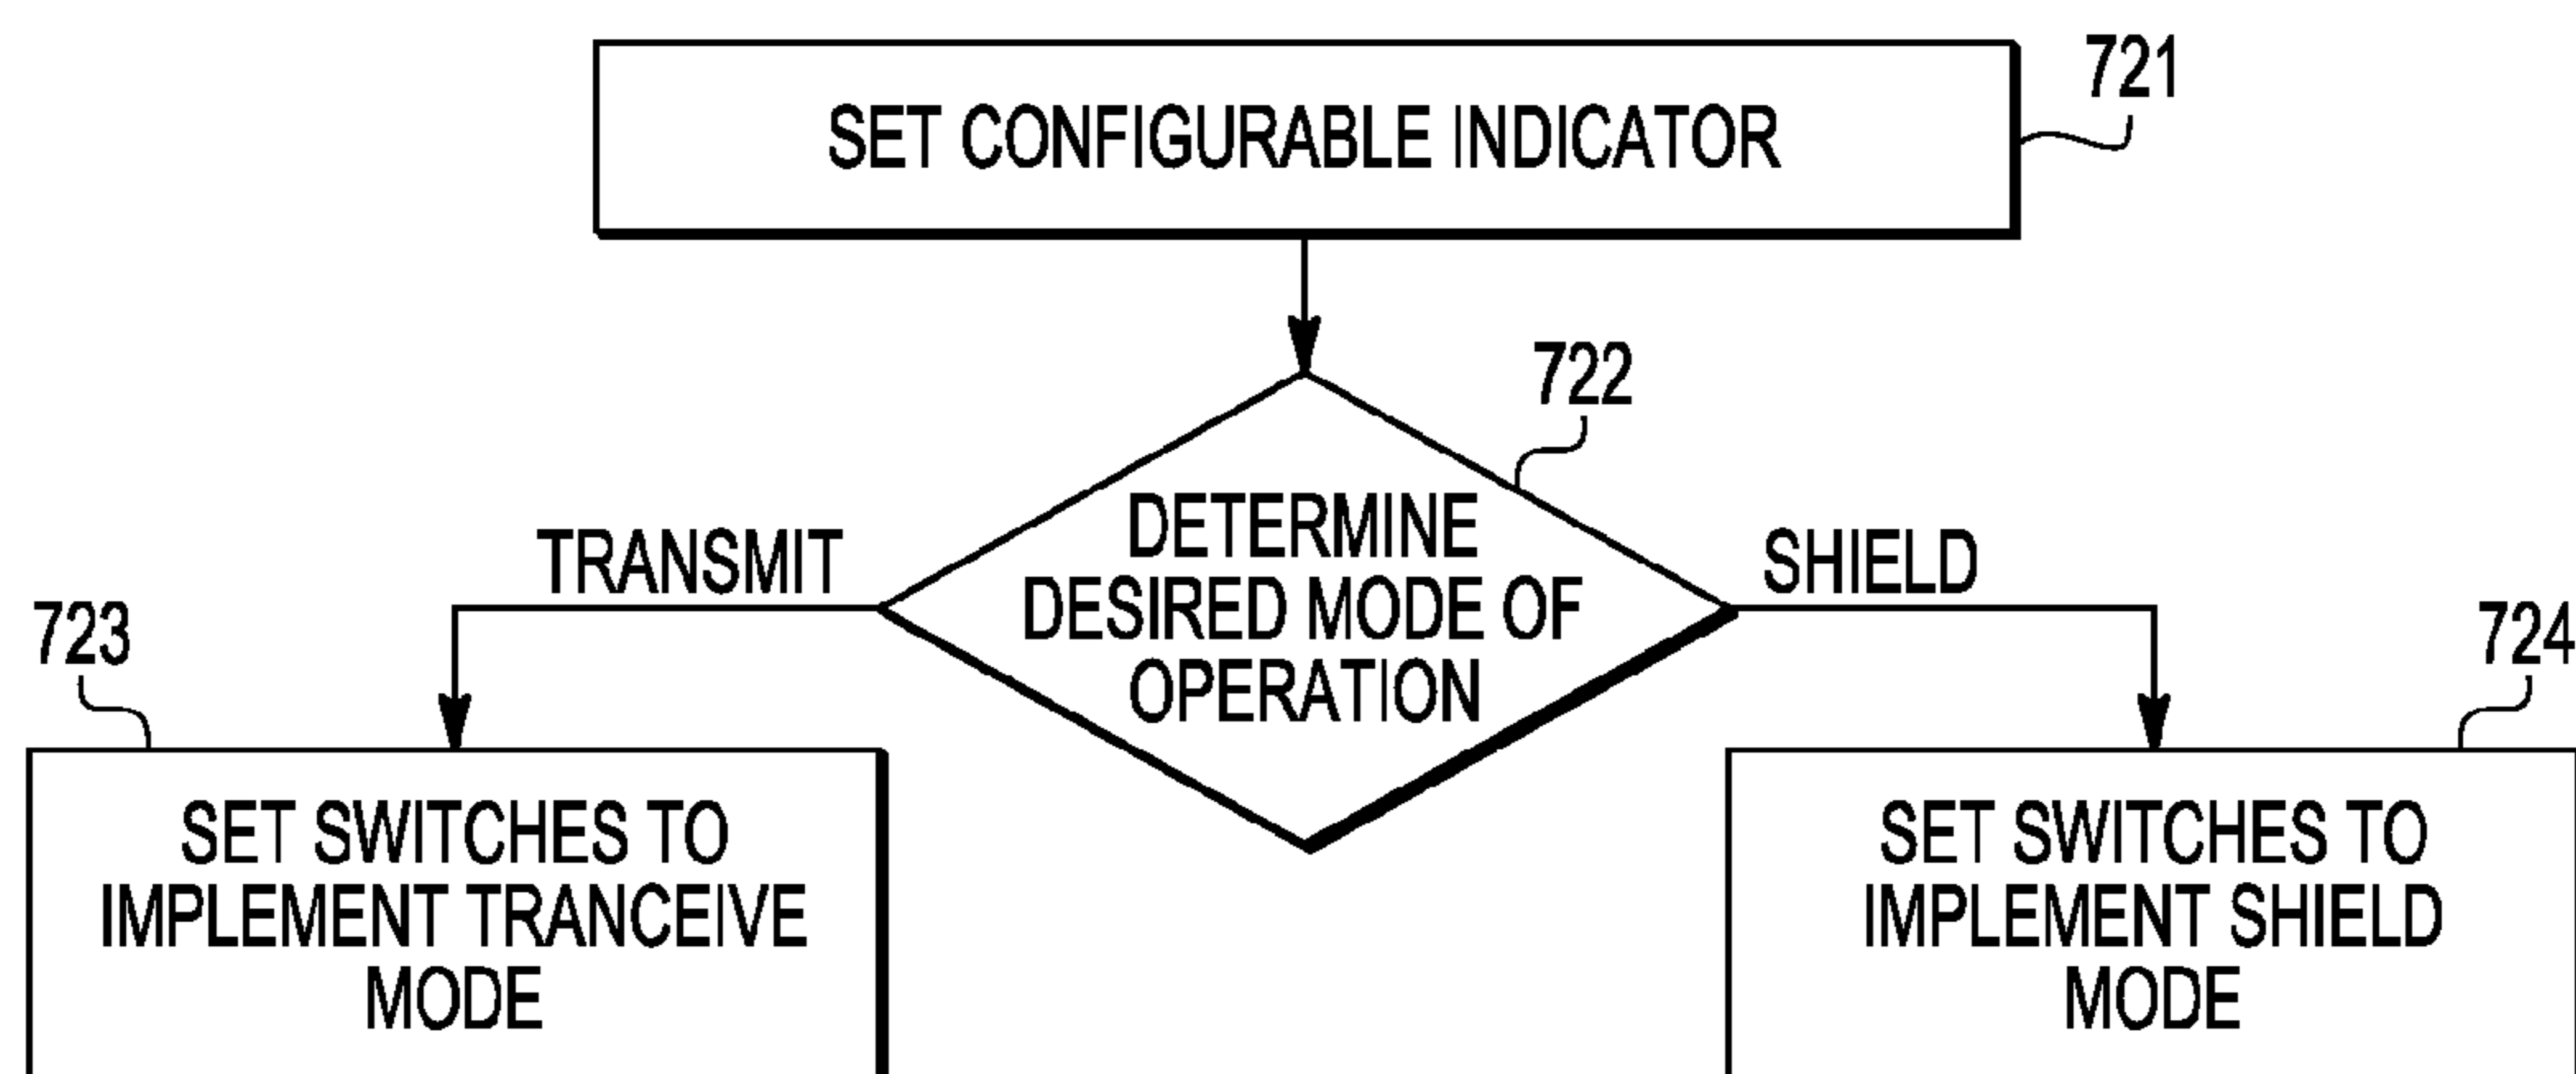 721
SET CONFIGURABLE INDICATOR
722
DETERMINE
DESIRED MODE OF
OPERATION
TRANSMIT
SHIELD
723
SET SWITCHES TO
IMPLEMENT TRANCEIVE
MODE
724
SET SWITCHES TO
IMPLEMENT SHIELD
MODE